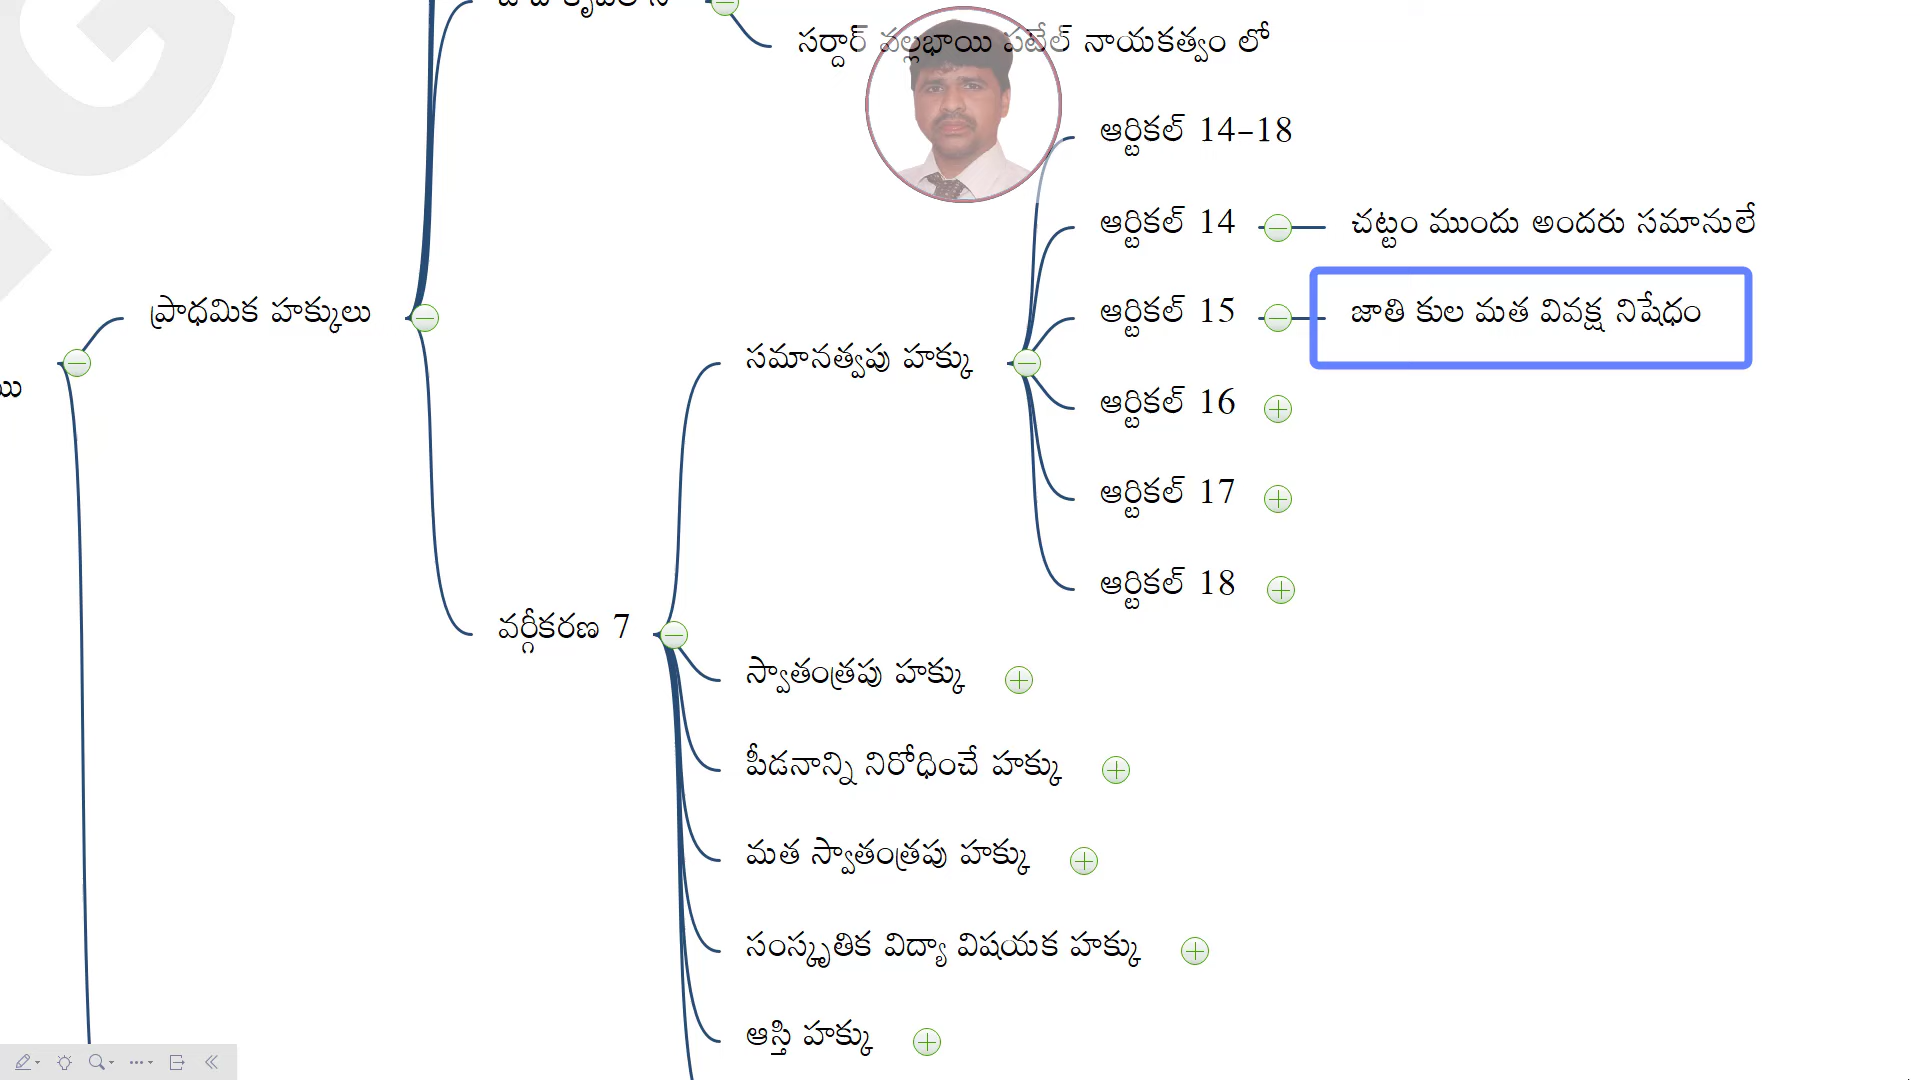 సర్దార్ వల్లభాయి పటేల్ నాయకత్వం లో
ఆర్టికల్ 14-18
ఆర్టికల్ 14
చట్టం ముందు అందరు సమానులే
ప్రాధమిక హక్కులు
ఆర్టికల్ 15
జాతి కుల మత వివక్ష నిషేధం
సమానత్వపు హక్కు
ఆర్టికల్ 16
ఆర్టికల్ 17
ఆర్టికల్ 18
వర్గీకరణ 7
స్వాతంత్రపు హక్కు
పీడనాన్ని నిరోధించే హక్కు
మత స్వాతంత్రపు హక్కు
సంస్కృతిక విద్యా విషయక హక్కు
ఆస్తి హక్కు